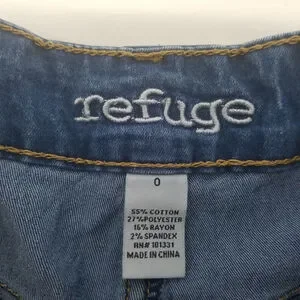 refuge
0
55% COTTON
27% POLYESTER
16% RAYON
2% SPANDEX
RN# 101331
MADE IN CHINA